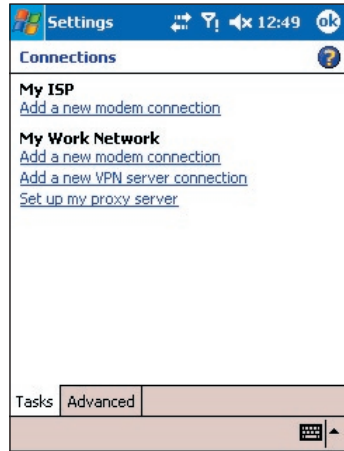 Settings 12:49 ok
Connections ?
My ISP
Add a new modem connection
My Work Network
Add a new modem connection
Add a new VPN server connection
Set up my proxy server
Tasks Advanced